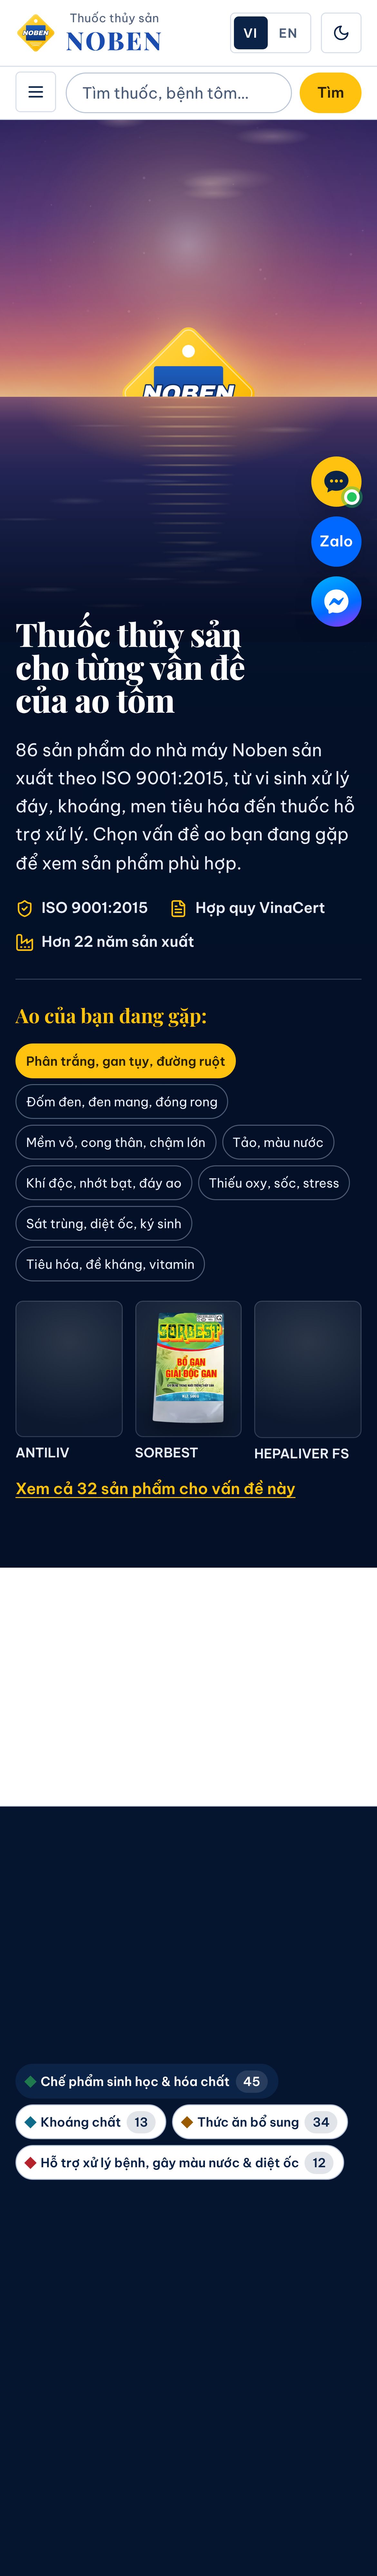 Thuốc thủy sản
NOBEN
VI EN
Tìm thuốc, bệnh tôm...
Tìm
NOBEN
Zalo
Thuốc thủy sản
cho từng vấn đề
của ao tôm
86 sản phẩm do nhà máy Noben sản
xuất theo ISO 9001:2015, từ vi sinh xử lý
đáy, khoáng, men tiêu hóa đến thuốc hỗ
trợ xử lý. Chọn vấn đề ao bạn đang gặp
để xem sản phẩm phù hợp.
ISO 9001:2015 Hợp quy VinaCert
Hơn 22 năm sản xuất
Ao của bạn đang gặp:
Phân trắng, gan tụy, đường ruột
Đốm đen, đen mang, đóng rong
Mềm vỏ, cong thân, chậm lớn Tảo, màu nước
Khí độc, nhớt bạt, đáy ao Thiếu oxy, sốc, stress
Sát trùng, diệt ốc, ký sinh
Tiêu hóa, đề kháng, vitamin
SORBEST
BỔ GAN
GIẢI ĐỘC GAN
ANTILIV SORBEST HEPALIVER FS
Xem cả 32 sản phẩm cho vấn đề này
Chế phẩm sinh học & hóa chất 45
Khoáng chất 13 Thức ăn bổ sung 34
Hỗ trợ xử lý bệnh, gây màu nước & diệt ốc 12